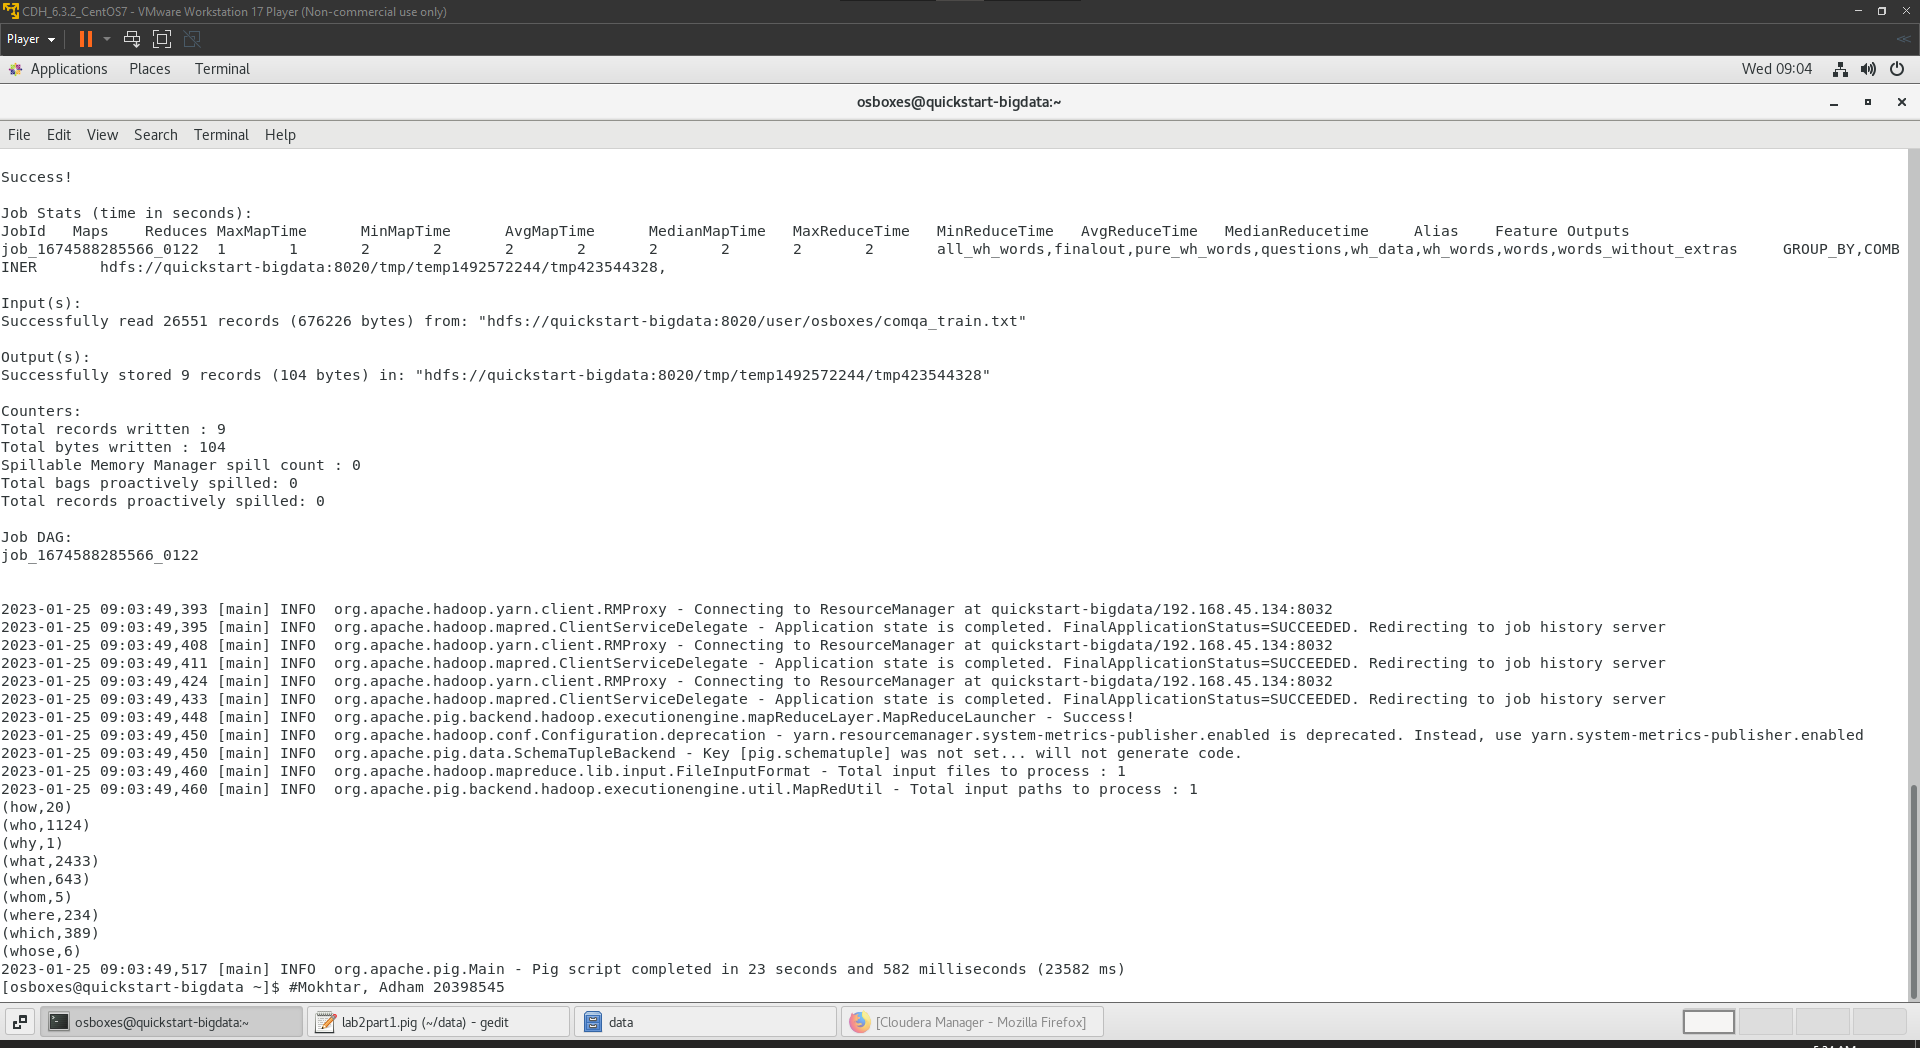 CDH_6.3.2_CentOS7 - VMware Workstation 17 Player (Non-commercial use only)
Player
Applications Places Terminal Wed 09:04
osboxes@quickstart-bigdata:~
File Edit View Search Terminal Help
Success!
Job Stats (time in seconds):
JobId Maps Reduces MaxMapTime MinMapTime AvgMapTime MedianMapTime MaxReduceTime MinReduceTime AvgReduceTime MedianReducetime Alias Feature Outputs
job_1674588285566_0122 1 1 2 2 2 2 2 2 2 2 all_wh_words,finalout,pure_wh_words,questions,wh_data,wh_words,words,words_without_extras GROUP_BY,COMB
INER hdfs://quickstart-bigdata:8020/tmp/temp1492572244/tmp423544328,
Input(s):
Successfully read 26551 records (676226 bytes) from: "hdfs://quickstart-bigdata:8020/user/osboxes/comqa_train.txt"
Output(s):
Successfully stored 9 records (104 bytes) in: "hdfs://quickstart-bigdata:8020/tmp/temp1492572244/tmp423544328"
Counters:
Total records written : 9
Total bytes written : 104
Spillable Memory Manager spill count : 0
Total bags proactively spilled: 0
Total records proactively spilled: 0
Job DAG:
job_1674588285566_0122
2023-01-25 09:03:49,393 [main] INFO org.apache.hadoop.yarn.client.RMProxy - Connecting to ResourceManager at quickstart-bigdata/192.168.45.134:8032
2023-01-25 09:03:49,395 [main] INFO org.apache.hadoop.mapred.ClientServiceDelegate - Application state is completed. FinalApplicationStatus=SUCCEEDED. Redirecting to job history server
2023-01-25 09:03:49,408 [main] INFO org.apache.hadoop.yarn.client.RMProxy - Connecting to ResourceManager at quickstart-bigdata/192.168.45.134:8032
2023-01-25 09:03:49,411 [main] INFO org.apache.hadoop.mapred.ClientServiceDelegate - Application state is completed. FinalApplicationStatus=SUCCEEDED. Redirecting to job history server
2023-01-25 09:03:49,424 [main] INFO org.apache.hadoop.yarn.client.RMProxy - Connecting to ResourceManager at quickstart-bigdata/192.168.45.134:8032
2023-01-25 09:03:49,433 [main] INFO org.apache.hadoop.mapred.ClientServiceDelegate - Application state is completed. FinalApplicationStatus=SUCCEEDED. Redirecting to job history server
2023-01-25 09:03:49,448 [main] INFO org.apache.pig.backend.hadoop.executionengine.mapReduceLayer.MapReduceLauncher - Success!
2023-01-25 09:03:49,450 [main] INFO org.apache.hadoop.conf.Configuration.deprecation - yarn.resourcemanager.system-metrics-publisher.enabled is deprecated. Instead, use yarn.system-metrics-publisher.enabled
2023-01-25 09:03:49,450 [main] INFO org.apache.pig.data.SchemaTupleBackend - Key [pig.schematuple] was not set... will not generate code.
2023-01-25 09:03:49,460 [main] INFO org.apache.hadoop.mapreduce.lib.input.FileInputFormat - Total input files to process : 1
2023-01-25 09:03:49,460 [main] INFO org.apache.pig.backend.hadoop.executionengine.util.MapRedUtil - Total input paths to process : 1
(how,20)
(who,1124)
(why,1)
(what,2433)
(when,643)
(whom,5)
(where,234)
(which,389)
(whose,6)
2023-01-25 09:03:49,517 [main] INFO org.apache.pig.Main - Pig script completed in 23 seconds and 582 milliseconds (23582 ms)
[osboxes@quickstart-bigdata ~]$ #Mokhtar, Adham 20398545
osboxes@quickstart-bigdata:~ lab2part1.pig (~/data) - gedit data [Cloudera Manager - Mozilla Firefox]